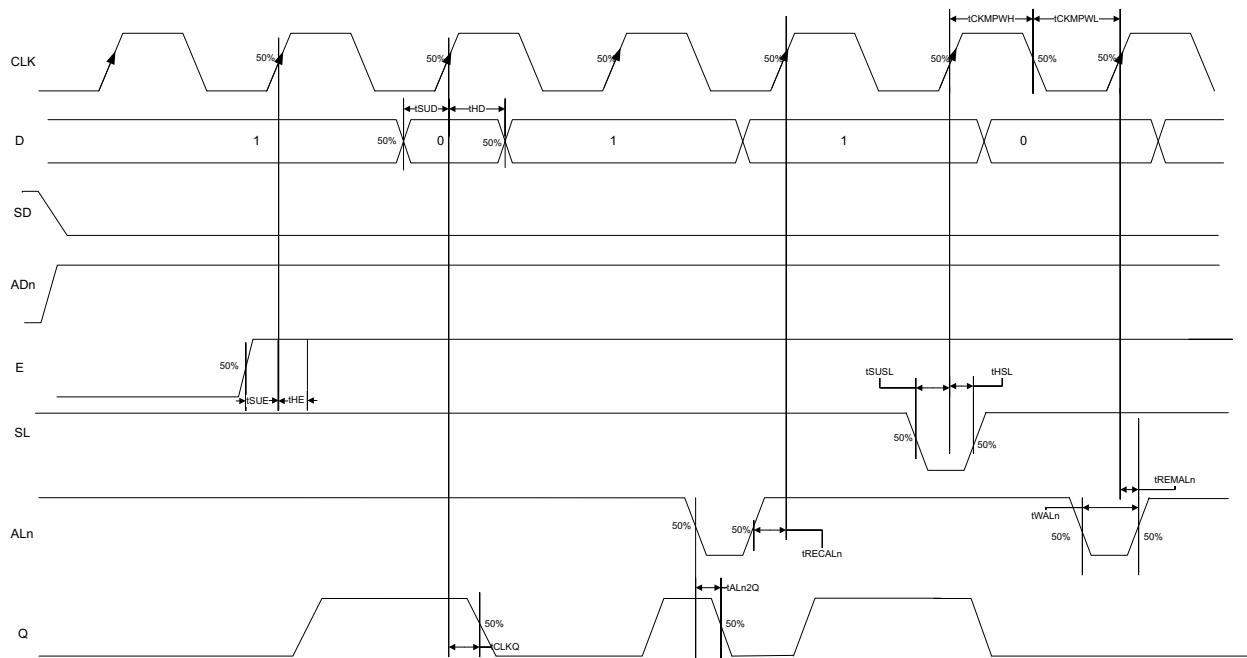 tCKMPWH tCKMPWL
CLK 50% 50% 50% 50% 50% 50%
tSUD tHD
D 1 50% 0 50% 1 1 0
SD
ADn
E 50%
tSUE tHE
tSUSL tHSL
SL 50% 50%
tREMALn
tWALn
ALn 50% 50% 50% 50%
tRECALn
tALn2Q
Q 50% 50%
tCLKQ